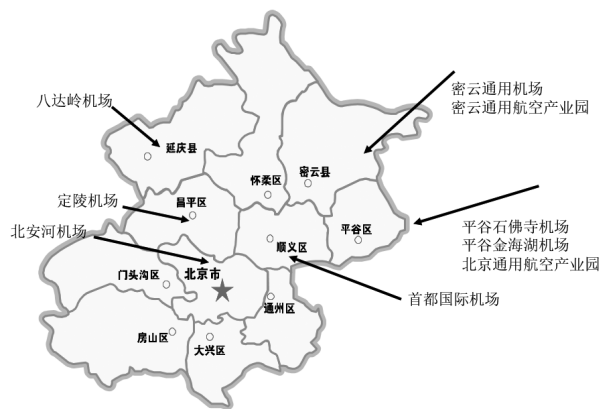 密云通用机场
密云通用航空产业园
八达岭机场
延庆县
怀柔区
密云县
定陵机场
昌平区
北安河机场
平谷区
平谷石佛寺机场
平谷金海湖机场
北京通用航空产业园
顺义区
北京市
门头沟区
首都国际机场
通州区
房山区
大兴区